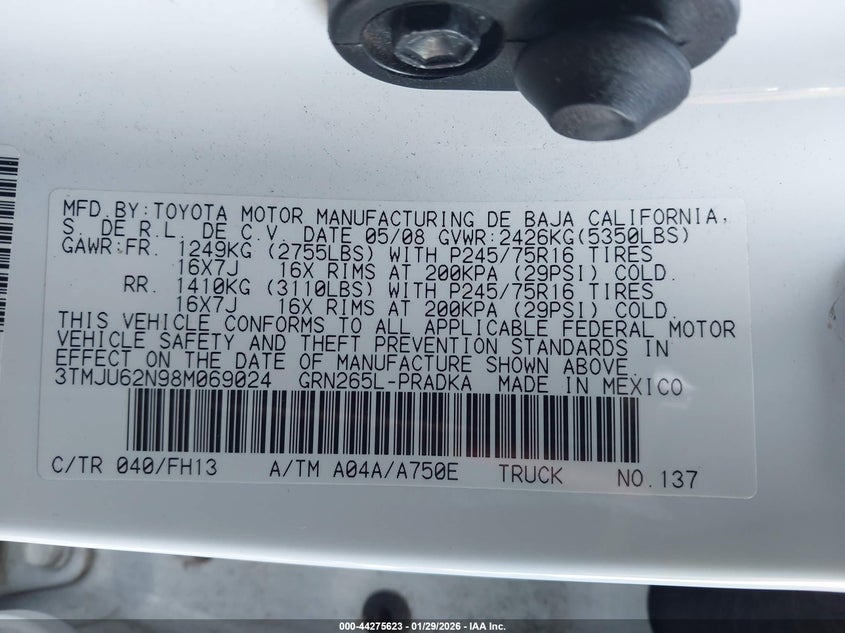 MFD.BY:TOYOTA MOTOR MANUFACTURING DE BAJA CALIFORNIA,
S. DE R.L. DE C.V. DATE 05/08 GVWR:2426KG(5350LBS)
GAWR:FR. 1249KG (2755LBS) WITH P245/75R16 TIRES
16X7J 16X RIMS AT 200KPA (29PSI) COLD.
RR. 1410KG (3110LBS) WITH P245/75R16 TIRES
16X7J 16X RIMS AT 200KPA (29PSI) COLD.
THIS VEHICLE CONFORMS TO ALL APPLICABLE FEDERAL MOTOR
VEHICLE SAFETY AND THEFT PREVENTION STANDARDS IN
EFFECT ON THE DATE OF MANUFACTURE SHOWN ABOVE.
3TMJU62N98M069024 GRN265L-PRADKA MADE IN MEXICO
C/TR 040/FH13 A/TM A04A/A750E TRUCK NO.137
000-44275623 | 01/29/2026 - IAA Inc.